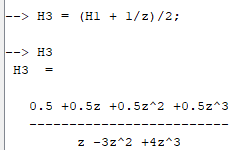 --> H3 = (H1 + 1/z)/2;
--> H3
H3  =
0.5 +0.5z +0.5z^2 +0.5z^3
-------------------------
z -3z^2 +4z^3